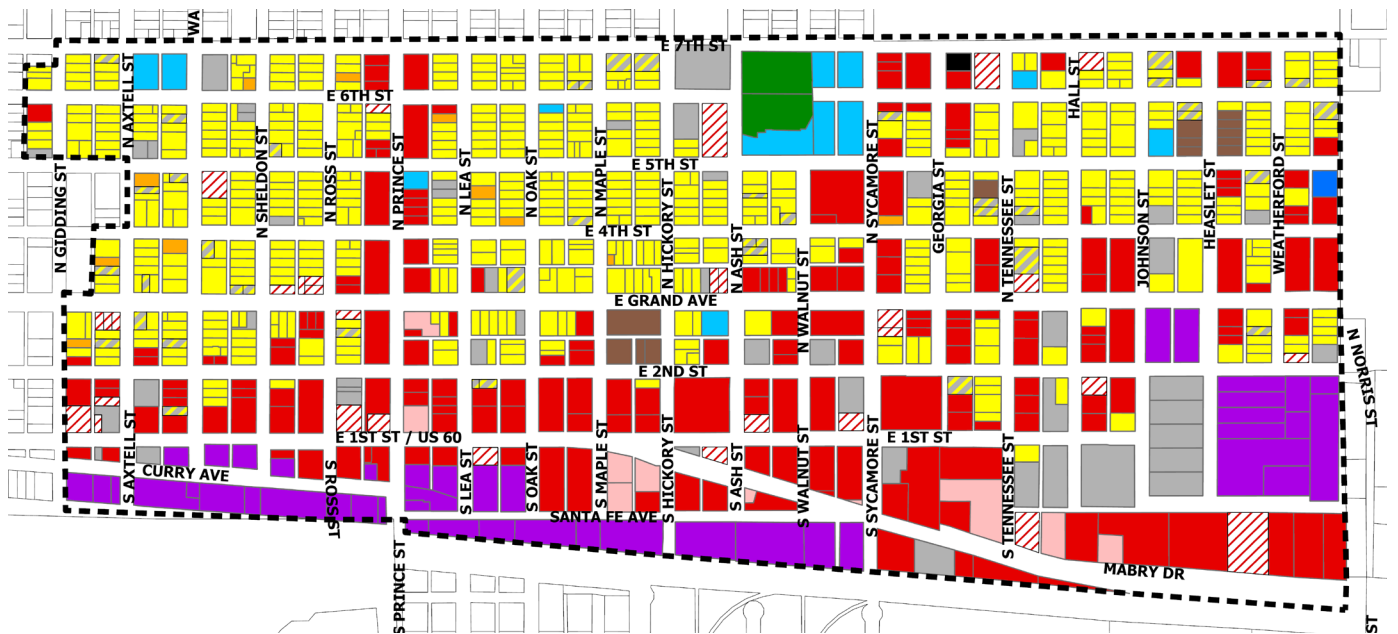 WA
E 7TH ST
N AXTELL ST
E 6TH ST
HALL ST
N GIDDING ST
N SHELDON ST
N ROSS ST
N PRINCE ST
N LEA ST
N OAK ST
N MAPLE ST
E 5TH ST
N SYCAMORE ST
GEORGIA ST
N TENNESSEE ST
JOHNSON ST
HEASLET ST
WEATHERFORD ST
E 4TH ST
N HICKORY ST
N ASH ST
N WALNUT ST
E GRAND AVE
N NORRIS ST
E 2ND ST
E 1ST ST / US 60
E 1ST ST
CURRY AVE
S AXTELL ST
S ROSS ST
S LEA ST
S OAK ST
S MAPLE ST
S HICKORY ST
S ASH ST
S WALNUT ST
S SYCAMORE ST
S TENNESSEE ST
SANTA FE AVE
S PRINCE ST
MABRY DR
ST